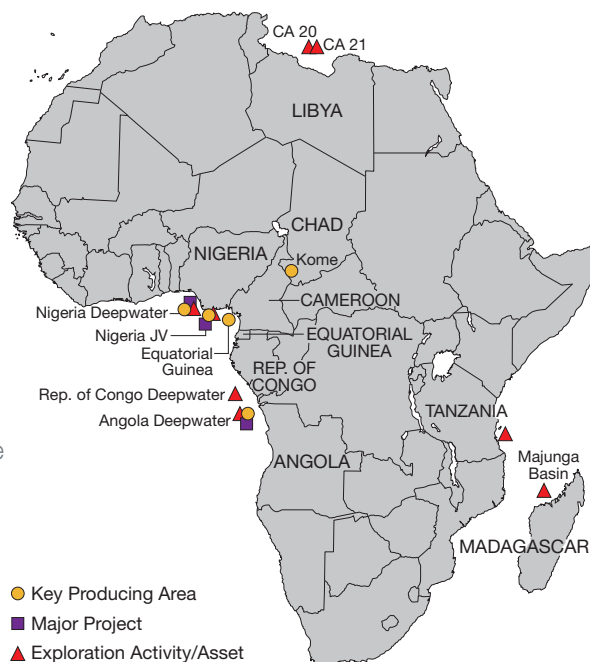 CA 20
CA 21
LIBYA
CHAD
NIGERIA
Kome
CAMEROON
Nigeria Deepwater
Nigeria JV
EQUATORIAL
GUINEA
Equatorial
Guinea
REP. OF
CONGO
Rep. of Congo Deepwater
TANZANIA
Angola Deepwater
Majunga
Basin
ANGOLA
MADAGASCAR
Key Producing Area
Major Project
Exploration Activity/Asset